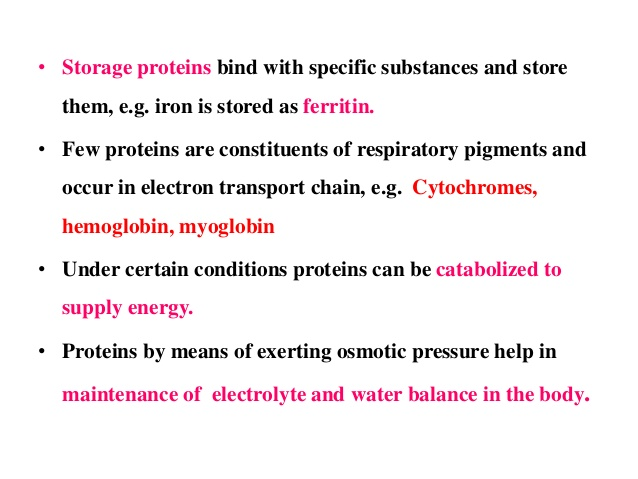 • Storage proteins bind with specific substances and store
them, e.g. iron is stored as ferritin.
• Few proteins are constituents of respiratory pigments and
occur in electron transport chain, e.g. Cytochromes,
hemoglobin, myoglobin
• Under certain conditions proteins can be catabolized to
supply energy.
• Proteins by means of exerting osmotic pressure help in
maintenance of electrolyte and water balance in the body.